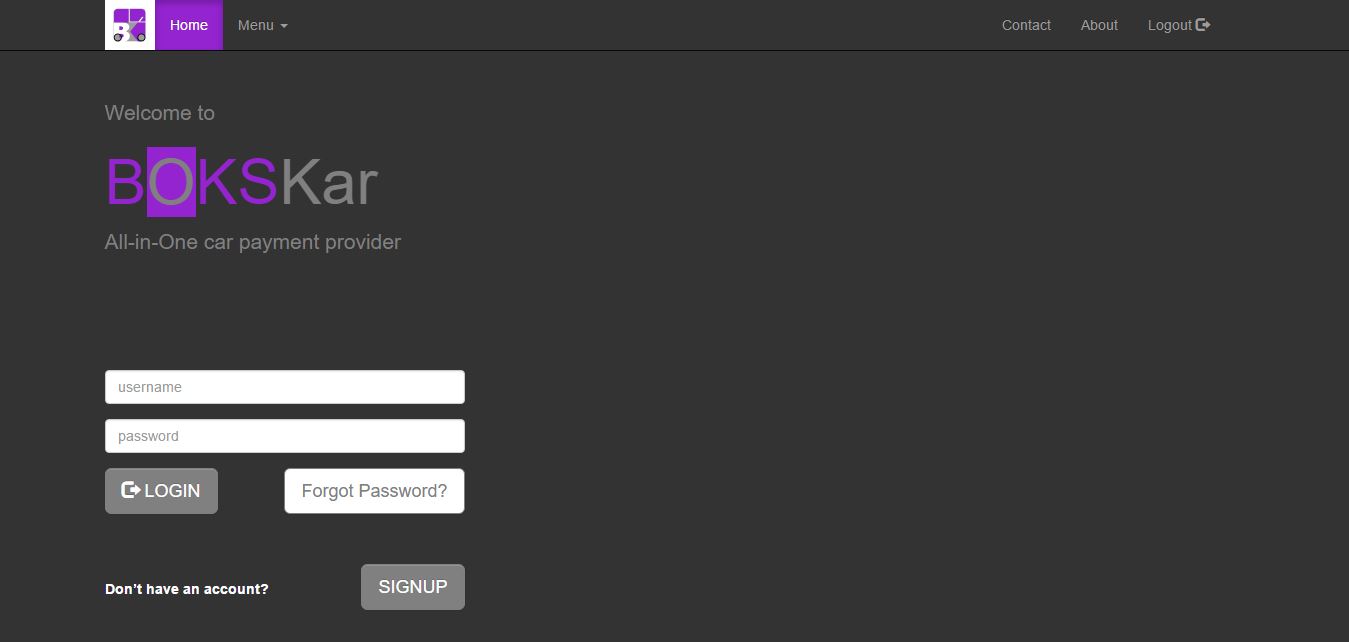 BK Home Menu Contact About Logout
Welcome to
BOKSKar
All-in-One car payment provider
username
password
LOGIN Forgot Password?
Don’t have an account? SIGNUP